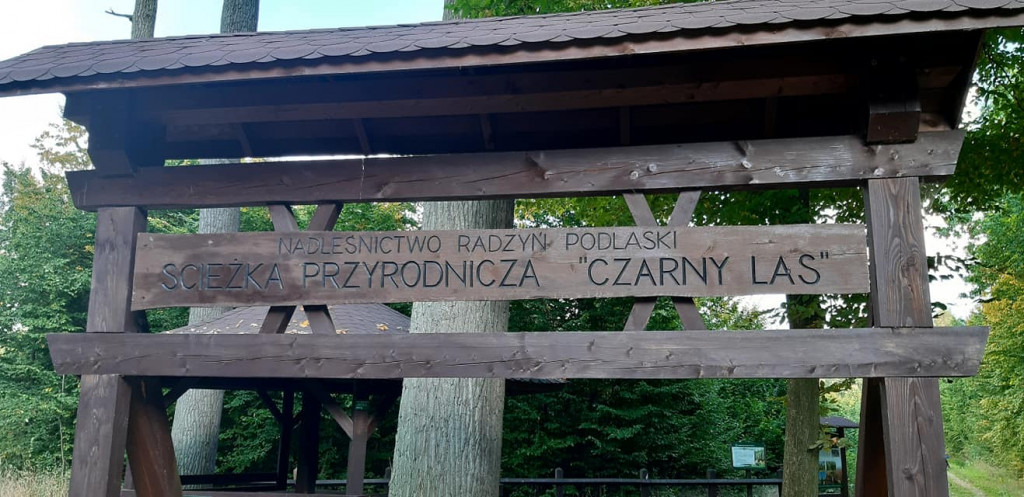 NADLEŚNICTWO RADZYŃ PODLASKI
ŚCIEŻKA PRZYRODNICZA "CZARNY LAS"